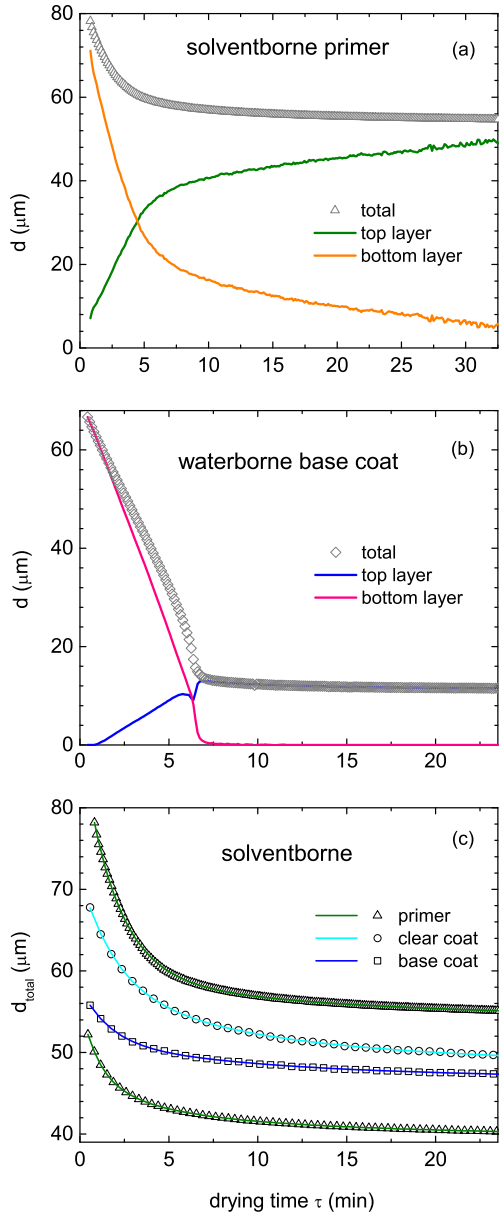 80
solventborne primer
(a)
60
d (μm)
40
total
top layer
20
bottom layer
0
0
5
10
15
20
25
30
(b)
60
waterborne base coat
d (μm)
40
total
top layer
bottom layer
20
0
0
5
10
15
20
80
(c)
solventborne
70
primer
clear coat
d_total (μm)
60
base coat
50
40
0
5
10
15
20
drying time τ (min)